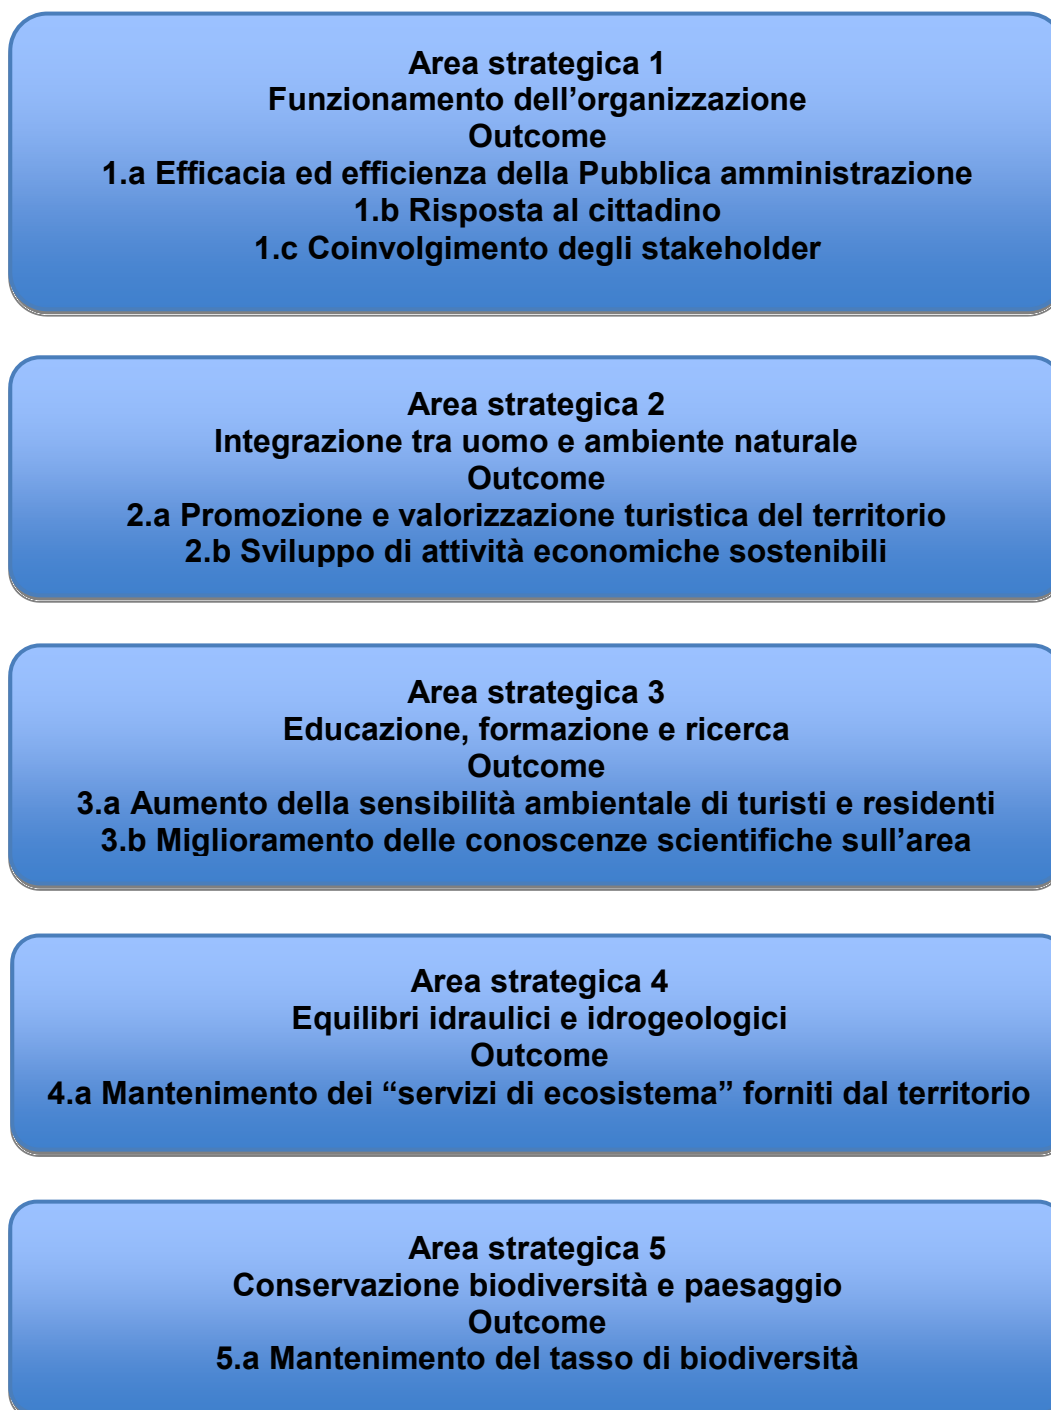 Area strategica 1
Funzionamento dell’organizzazione
Outcome
1.a Efficacia ed efficienza della Pubblica amministrazione
1.b Risposta al cittadino
1.c Coinvolgimento degli stakeholder
Area strategica 2
Integrazione tra uomo e ambiente naturale
Outcome
2.a Promozione e valorizzazione turistica del territorio
2.b Sviluppo di attività economiche sostenibili
Area strategica 3
Educazione, formazione e ricerca
Outcome
3.a Aumento della sensibilità ambientale di turisti e residenti
3.b Miglioramento delle conoscenze scientifiche sull’area
Area strategica 4
Equilibri idraulici e idrogeologici
Outcome
4.a Mantenimento dei “servizi di ecosistema” forniti dal territorio
Area strategica 5
Conservazione biodiversità e paesaggio
Outcome
5.a Mantenimento del tasso di biodiversità